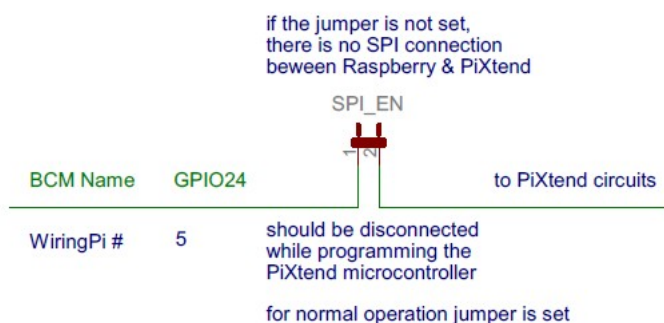 if the jumper is not set,
there is no SPI connection
beween Raspberry & PiXtend
SPI_EN
1 2
BCM Name GPIO24 to PiXtend circuits
WiringPi # 5
should be disconnected
while programming the
PiXtend microcontroller
for normal operation jumper is set